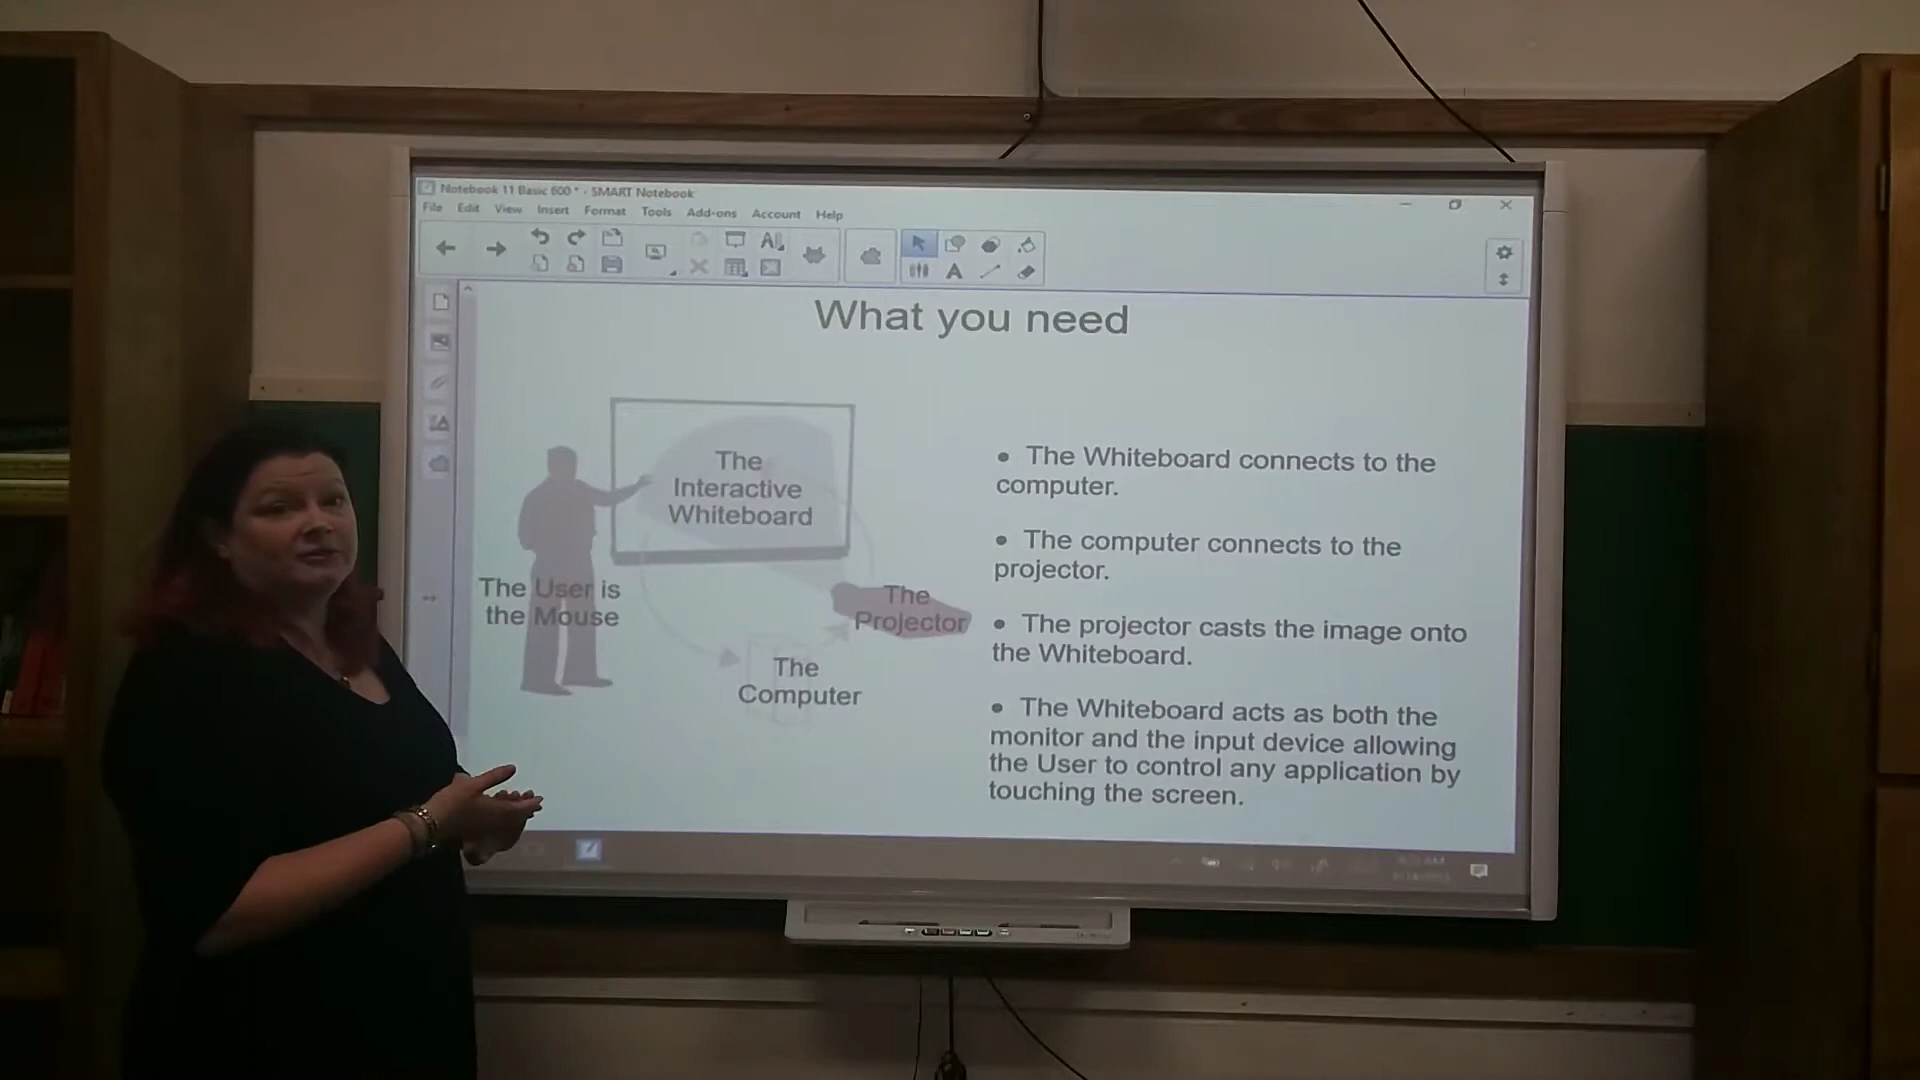 Notebook 11 Basic 600 * - SMART Notebook
File Edit View Insert Format Tools Add-ons Account Help
What you need
The
Interactive
Whiteboard
The User is
the Mouse
The
Projector
The
Computer
• The Whiteboard connects to the
computer.
• The computer connects to the
projector.
• The projector casts the image onto
the Whiteboard.
• The Whiteboard acts as both the
monitor and the input device allowing
the User to control any application by
touching the screen.